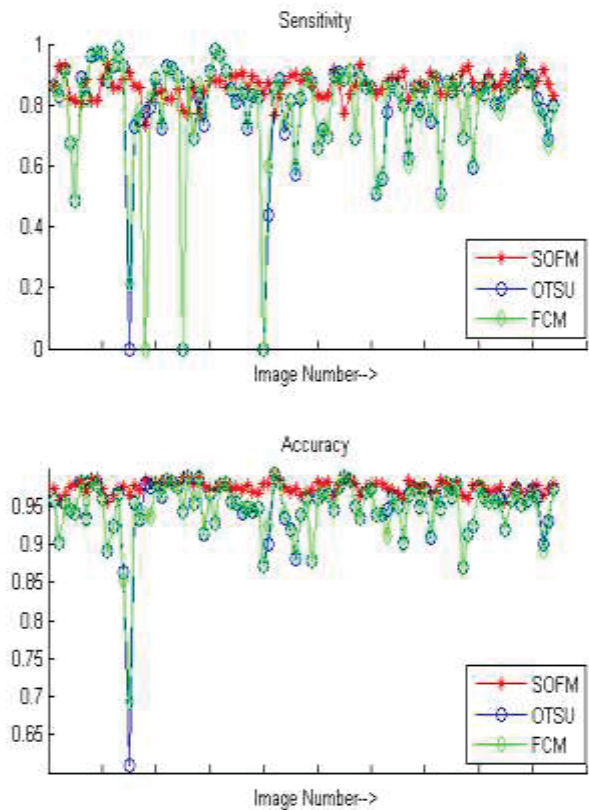 Sensitivity
1
0.8
0.6
0.4
0.2
0
SOFM
OTSU
FCM
Image Number-->
Accuracy
0.95
0.9
0.85
0.8
0.75
0.7
0.65
SOFM
OTSU
FCM
Image Number-->